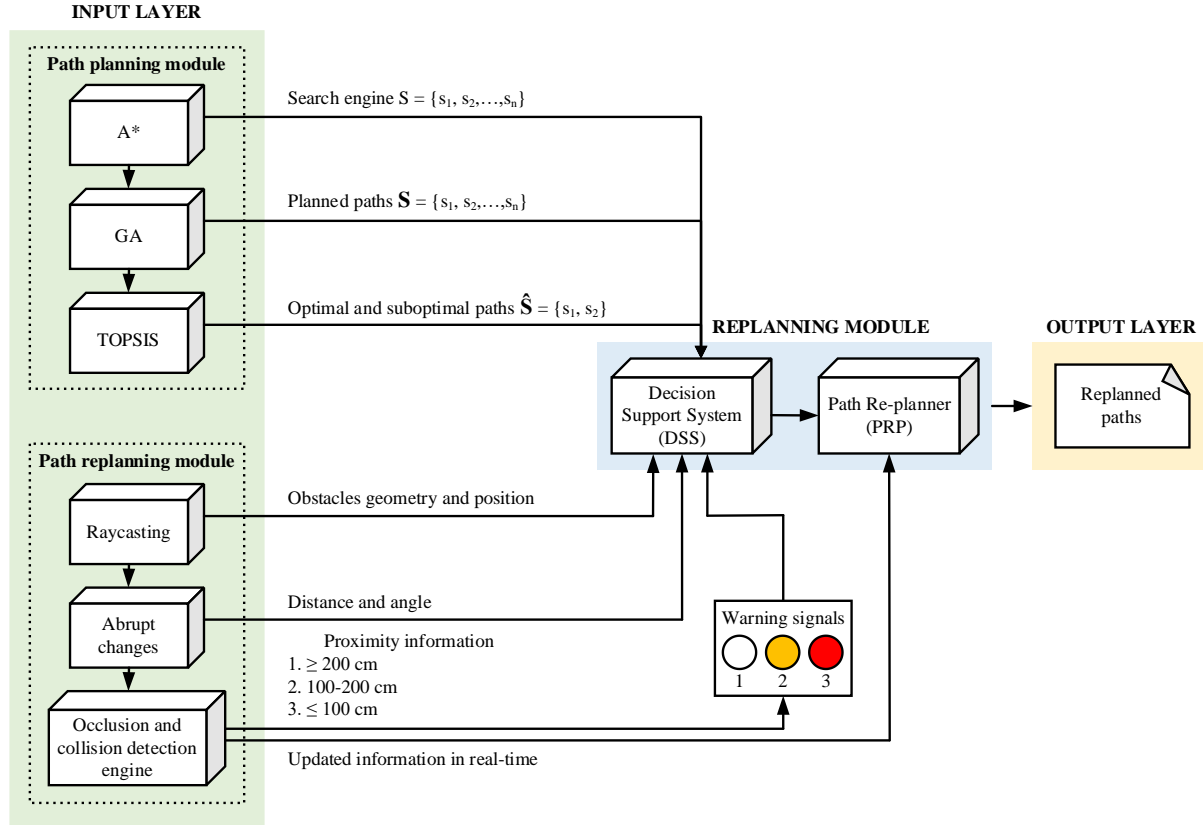 INPUT LAYER
Path planning module
A*
GA
TOPSIS
Search engine S = {s₁, s₂,…,sₙ}
Planned paths S = {s₁, s₂,…,sₙ}
Optimal and suboptimal paths Ŝ = {s₁, s₂}
REPLANNING MODULE
Decision
Support System
(DSS)
Path Re-planner
(PRP)
OUTPUT LAYER
Replanned
paths
Path replanning module
Raycasting
Abrupt
changes
Occlusion and
collision detection
engine
Obstacles geometry and position
Distance and angle
Proximity information
1. ≥ 200 cm
2. 100-200 cm
3. ≤ 100 cm
Updated information in real-time
Warning signals
1 2 3